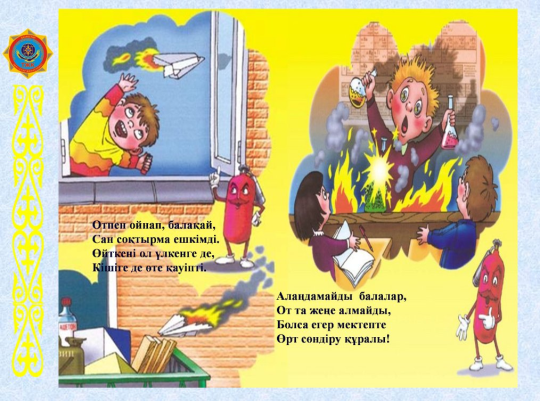 Отпен ойнап, балақай,
Сан соқтырма ешкімді.
Өйткені ол үлкенге де,
Кішіге де өте қауіпті.
Алаңдамайды балалар,
От та жеңе алмайды,
Болса егер мектепте
Өрт сөндіру құралы!